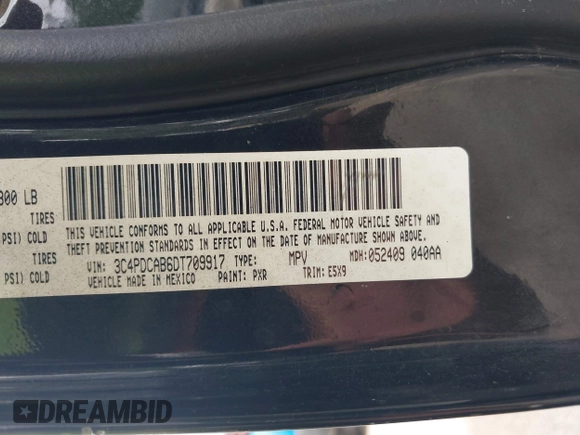 800 LB
TIRES
PSI) COLD
TIRES
PSI) COLD
THIS VEHICLE CONFORMS TO ALL APPLICABLE U.S.A. FEDERAL MOTOR VEHICLE SAFETY AND
THEFT PREVENTION STANDARDS IN EFFECT ON THE DATE OF MANUFACTURE SHOWN ABOVE.
VIN: 3C4PDCAB6DT709917 TYPE: MPV MDH: 052409 040AA
VEHICLE MADE IN MEXICO PAINT: PXR TRIM: E5X9
DREAMBID